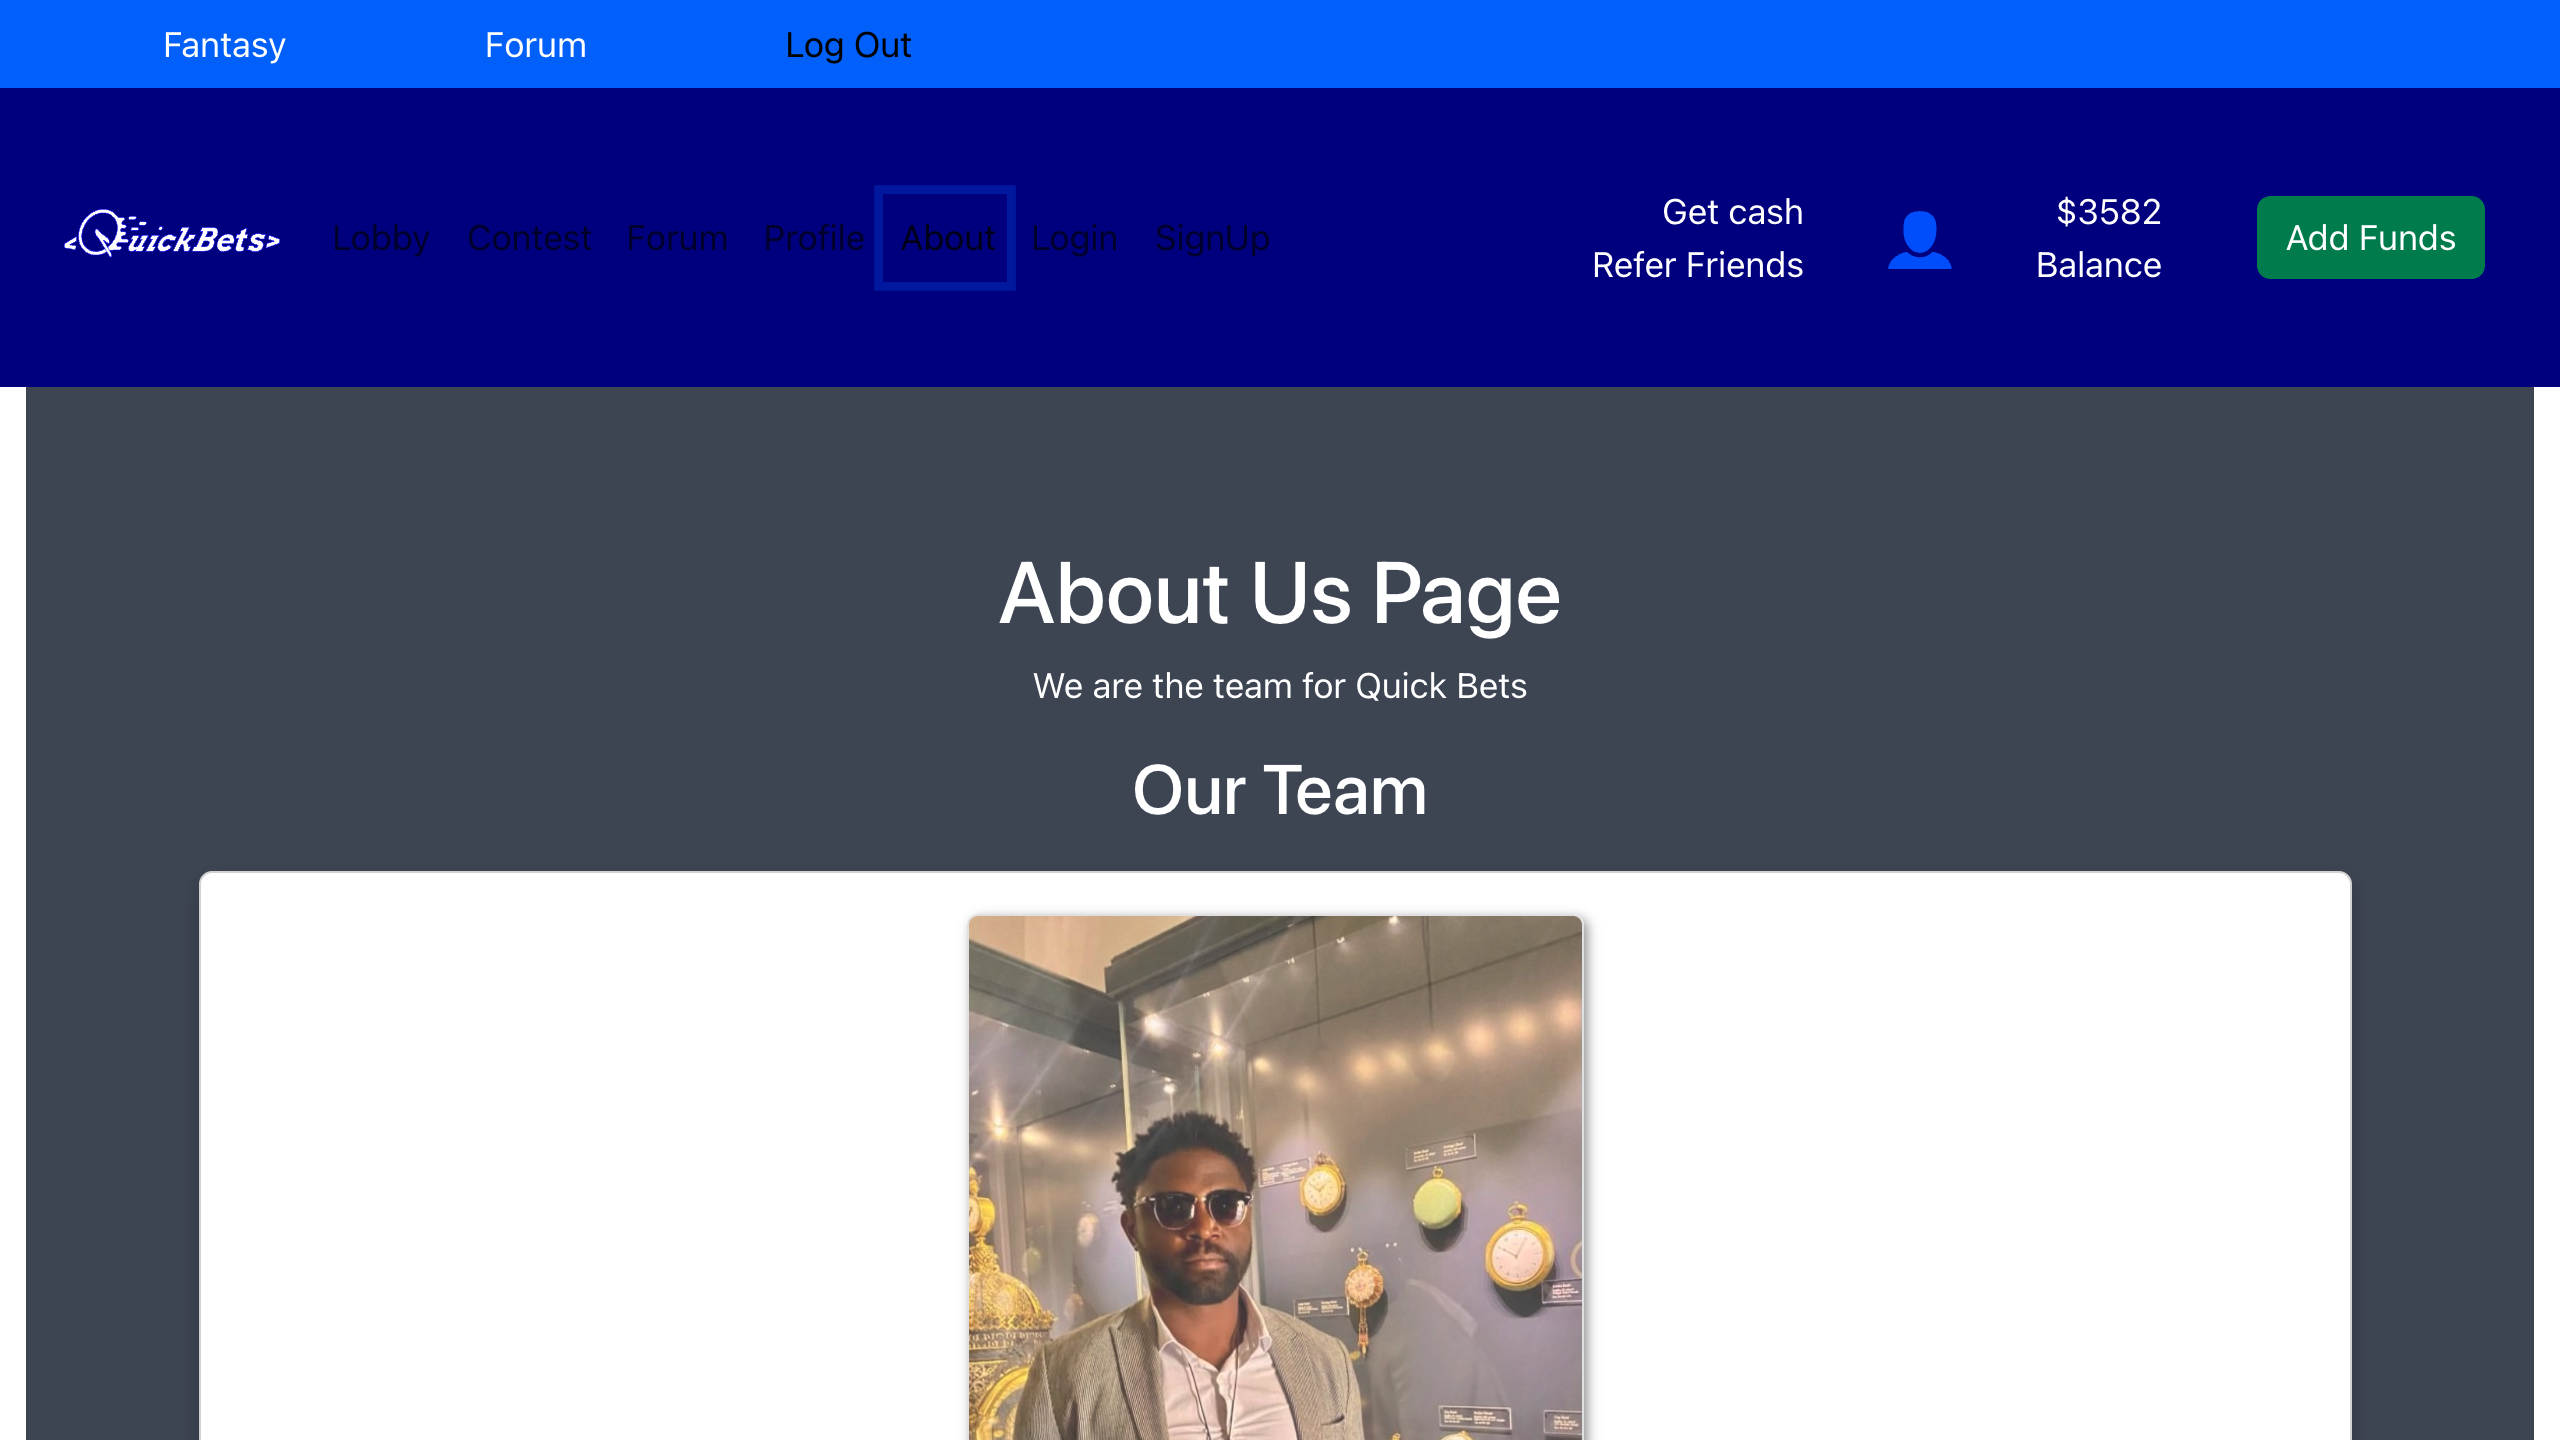 Fantasy Forum Log Out
<QuickBets> Lobby Contest Forum Profile About Login SignUp
Get cash
Refer Friends
$3582
Balance
Add Funds
About Us Page
We are the team for Quick Bets
Our Team